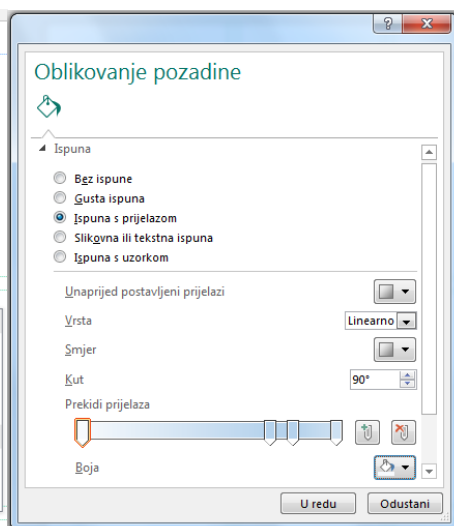 Oblikovanje pozadine
Ispuna
Bez ispune
Gusta ispuna
Ispuna s prijelazom
Slikovna ili tekstna ispuna
Ispuna s uzorkom
Unaprijed postavljeni prijelazi
Vrsta Linearno
Smjer
Kut 90°
Prekidi prijelaza
Boja
U redu Odustani